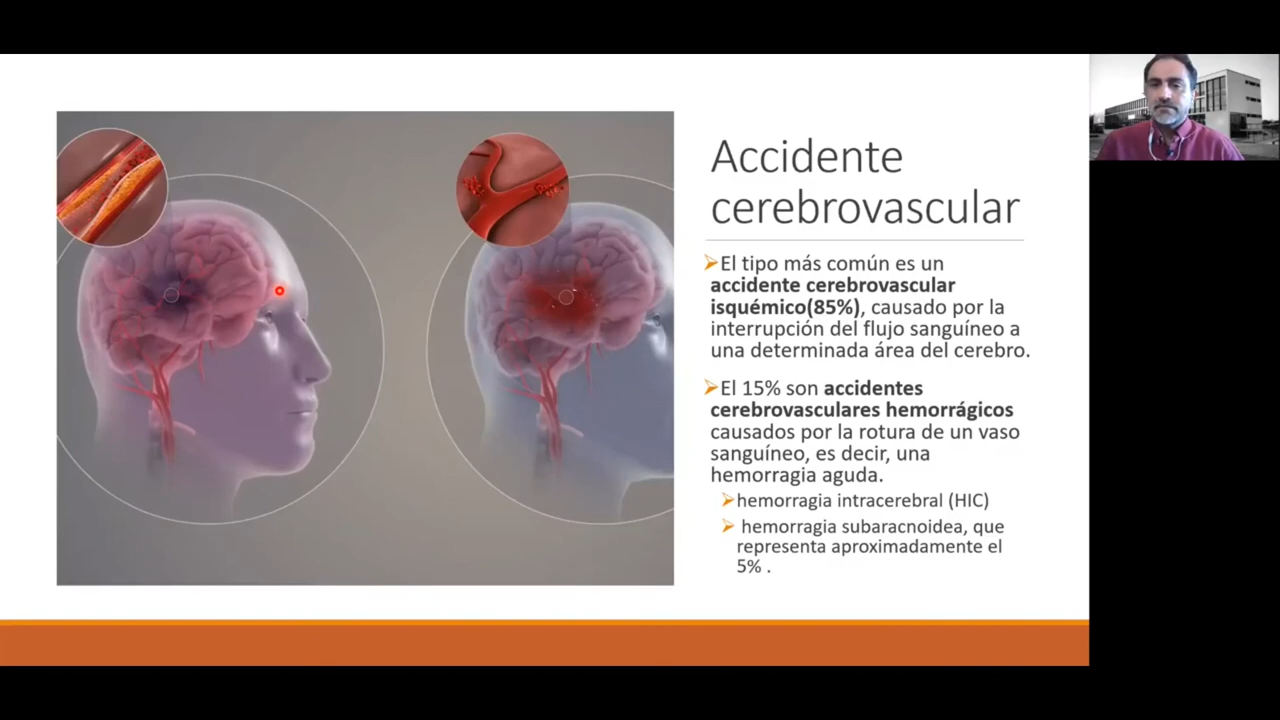 Accidente
cerebrovascular
➢El tipo más común es un
accidente cerebrovascular
isquémico(85%), causado por la
interrupción del flujo sanguíneo a
una determinada área del cerebro.
➢El 15% son accidentes
cerebrovasculares hemorrágicos
causados por la rotura de un vaso
sanguíneo, es decir, una
hemorragia aguda.
➢hemorragia intracerebral (HIC)
➢ hemorragia subaracnoidea, que
representa aproximadamente el
5% .